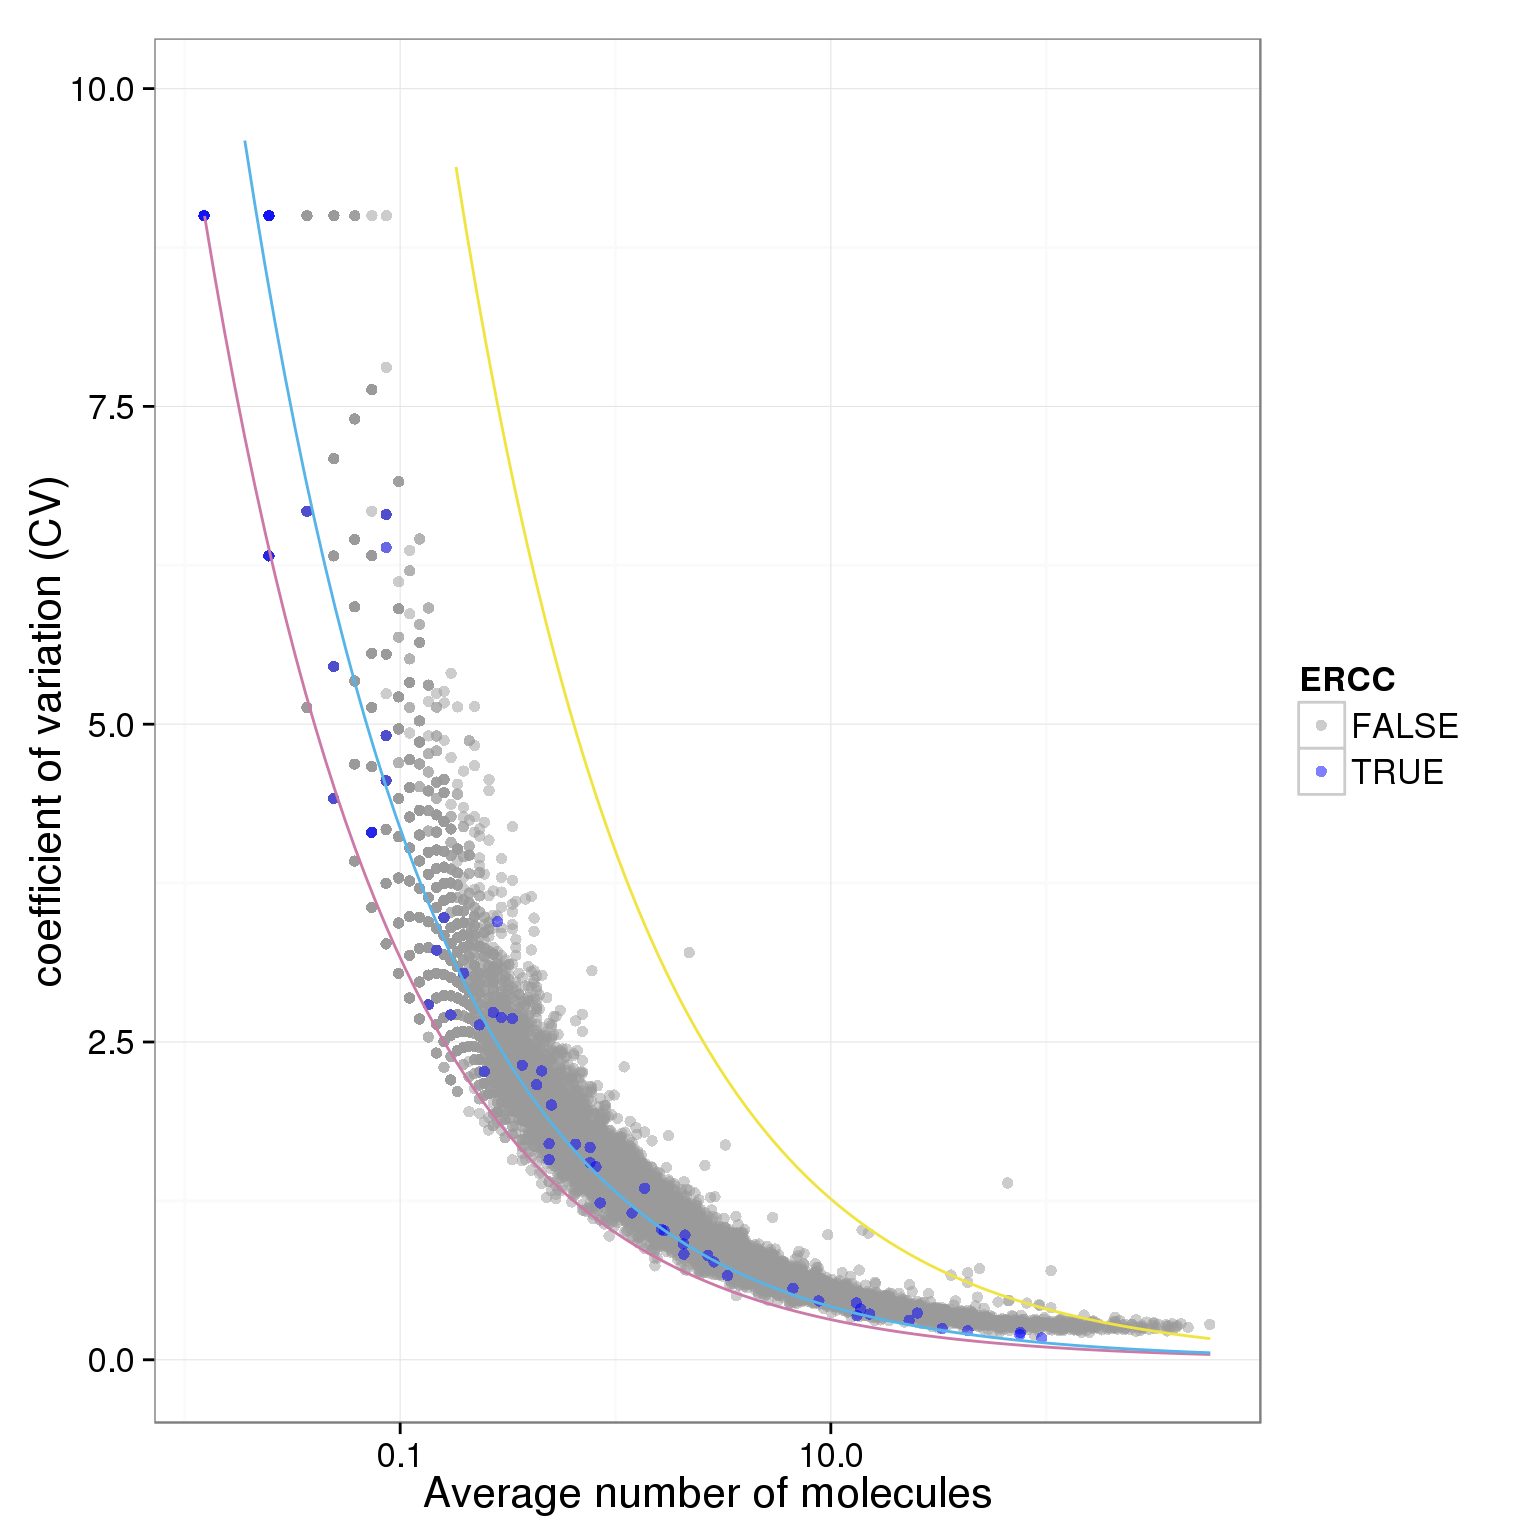 10.0
7.5
5.0
2.5
0.0
coefficient of variation (CV)
0.1
10.0
Average number of molecules
ERCC
FALSE
TRUE